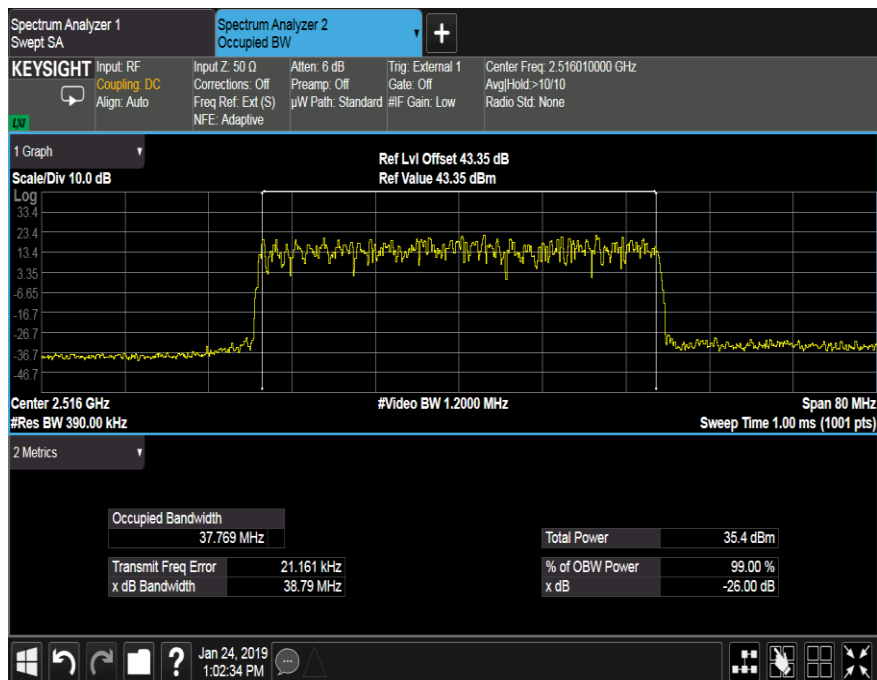 Spectrum Analyzer 1
Swept SA
Spectrum Analyzer 2
Occupied BW
KEYSIGHT
LXI
Input: RF
Coupling: DC
Align: Auto
Input Z: 50 Ω
Corrections: Off
Freq Ref: Ext (S)
NFE: Adaptive
Atten: 6 dB
Preamp: Off
µW Path: Standard
Trig: External 1
Gate: Off
#IF Gain: Low
Center Freq: 2.516010000 GHz
Avg|Hold:>10/10
Radio Std: None
1 Graph
Scale/Div 10.0 dB
Ref Lvl Offset 43.35 dB
Ref Value 43.35 dBm
Log
33.4
23.4
13.4
3.35
-6.65
-16.7
-26.7
-36.7
-46.7
Center 2.516 GHz
#Video BW 1.2000 MHz
Span 80 MHz
#Res BW 390.00 kHz
Sweep Time 1.00 ms (1001 pts)
2 Metrics
Occupied Bandwidth
37.769 MHz
Total Power 35.4 dBm
Transmit Freq Error 21.161 kHz
% of OBW Power 99.00 %
x dB Bandwidth 38.79 MHz
x dB -26.00 dB
?
Jan 24, 2019
1:02:34 PM